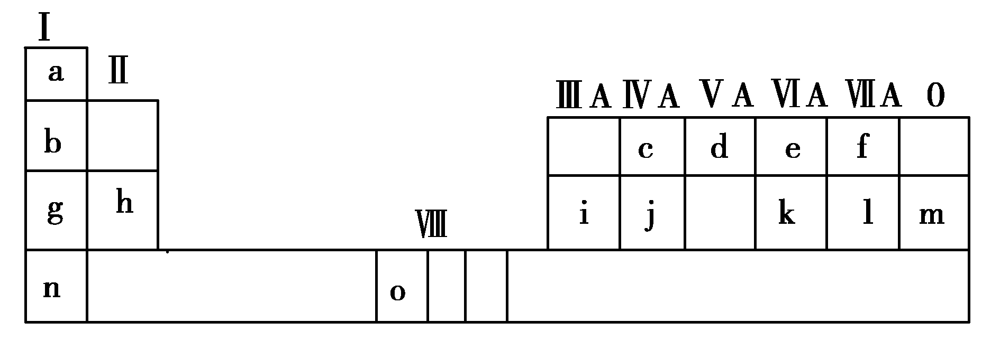 Ⅰ
a Ⅱ
ⅢA ⅣA ⅤA ⅥA ⅦA 0
b c d e f
g h i j k l m
Ⅷ
n o